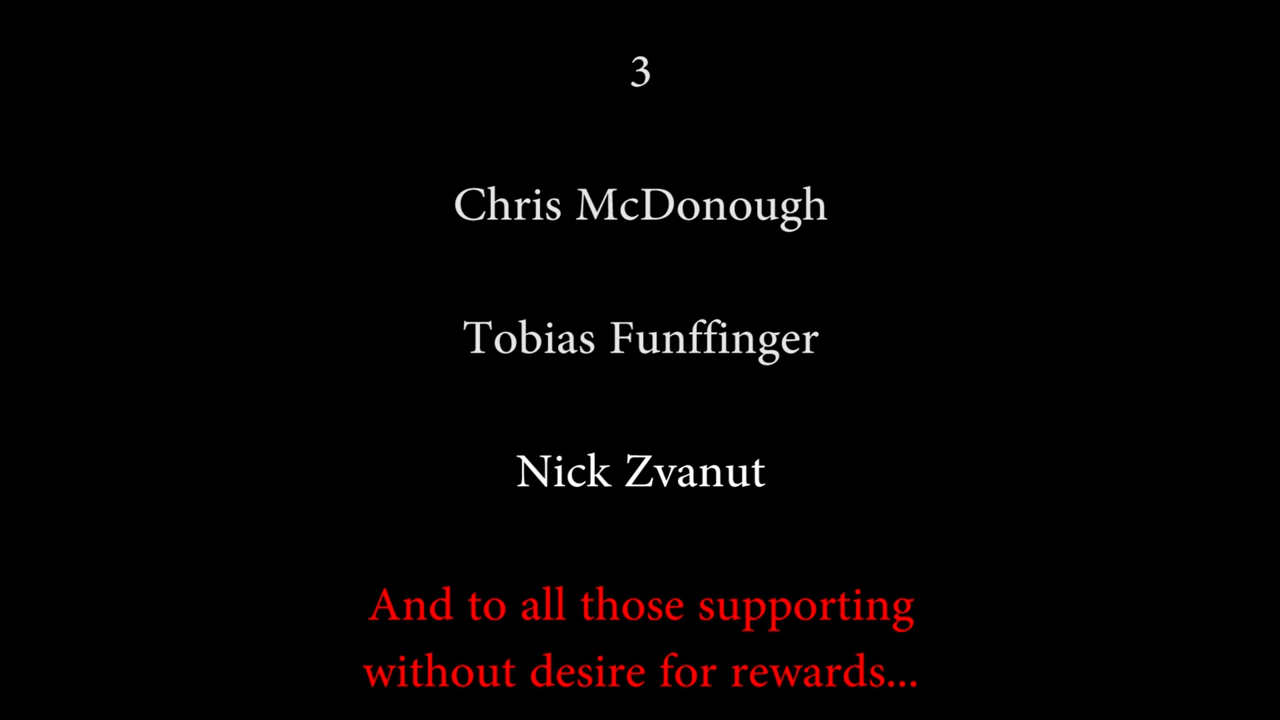 3
Chris McDonough
Tobias Funffinger
Nick Zvanut
And to all those supporting
without desire for rewards...